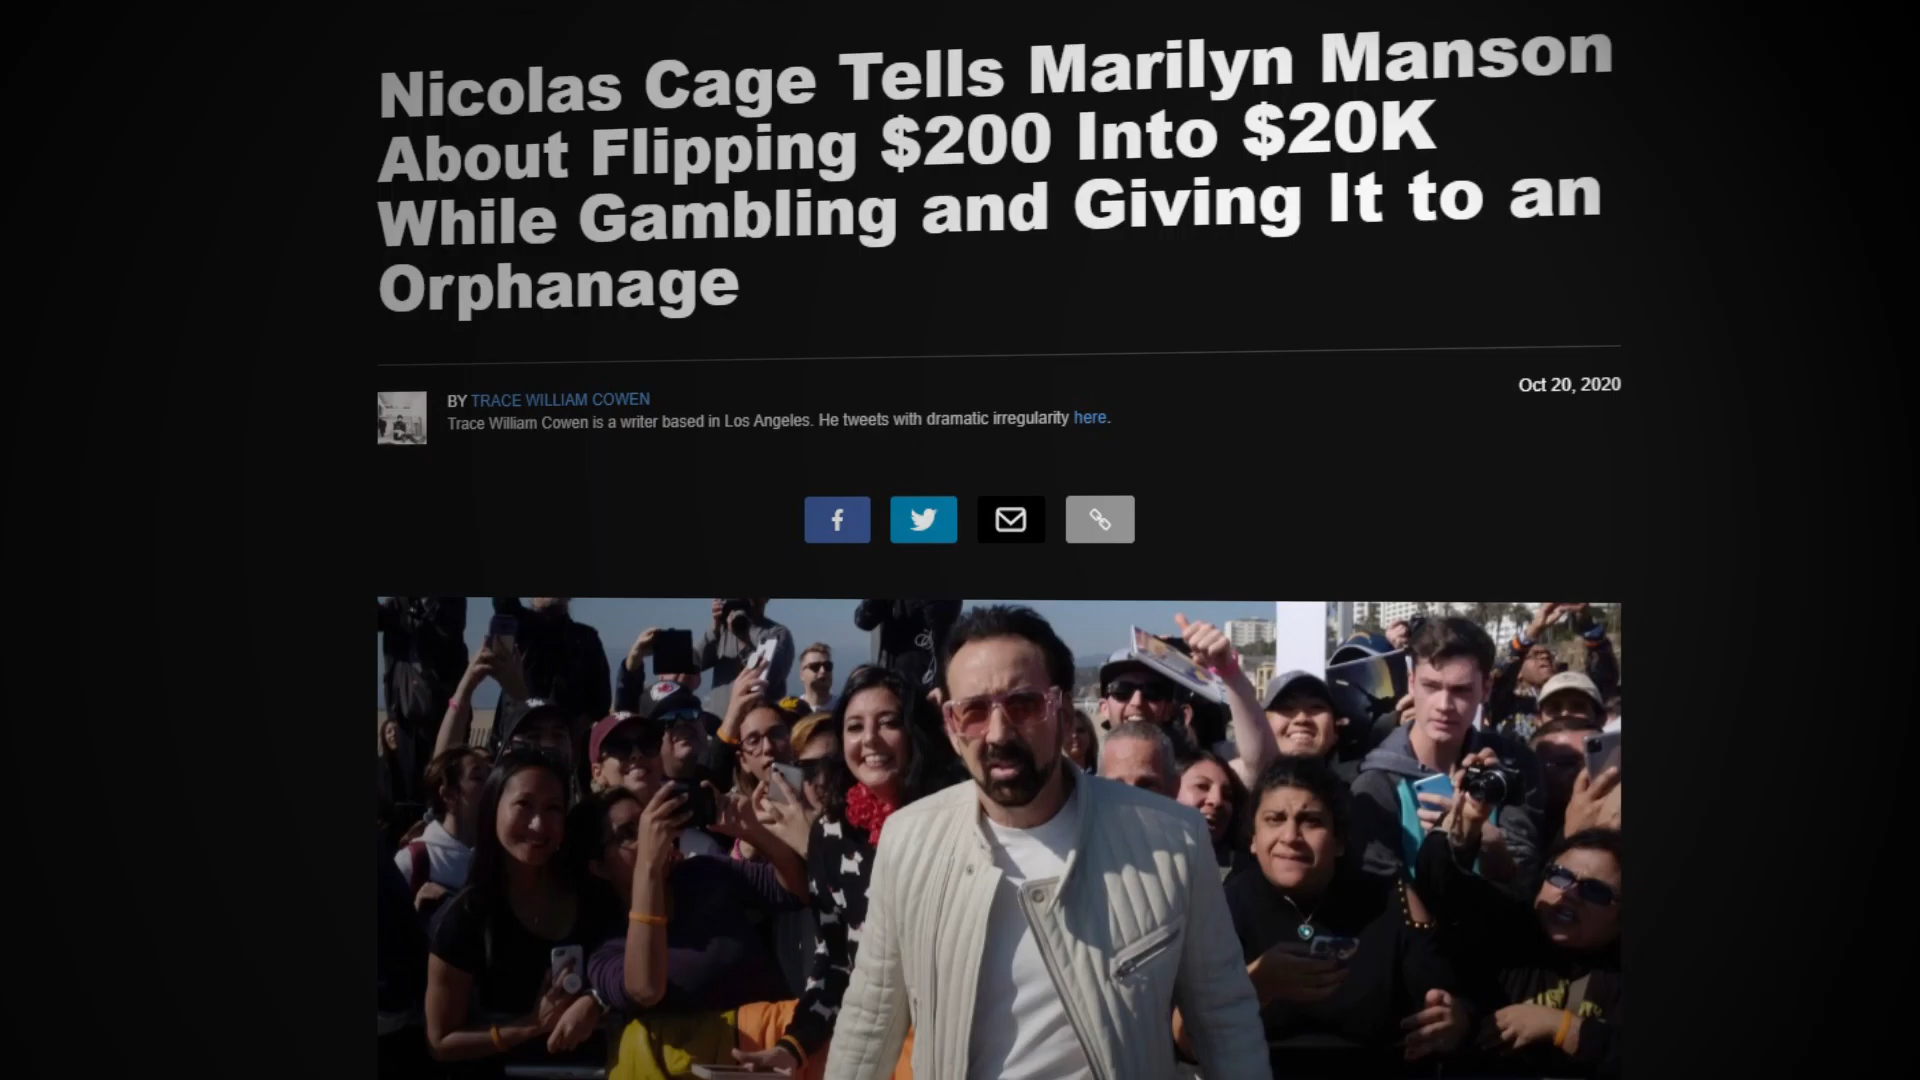 Nicolas Cage Tells Marilyn Manson
About Flipping $200 Into $20K
While Gambling and Giving It to an
Orphanage
BY TRACE WILLIAM COWEN
Oct 20, 2020
Trace William Cowen is a writer based in Los Angeles. He tweets with dramatic irregularity here.